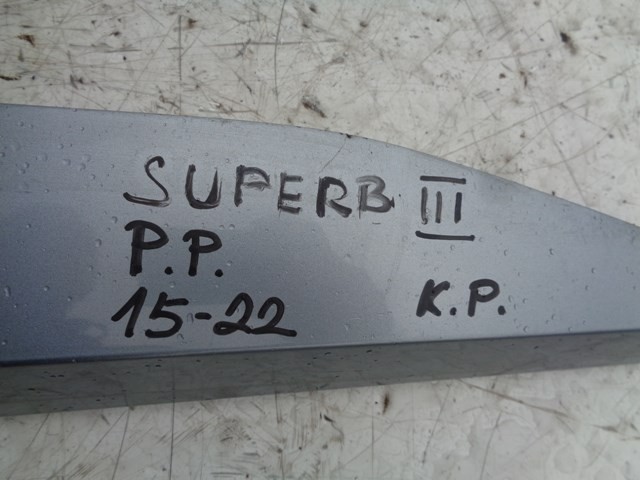 SUPERB III
P.P.
15-22 K.P.